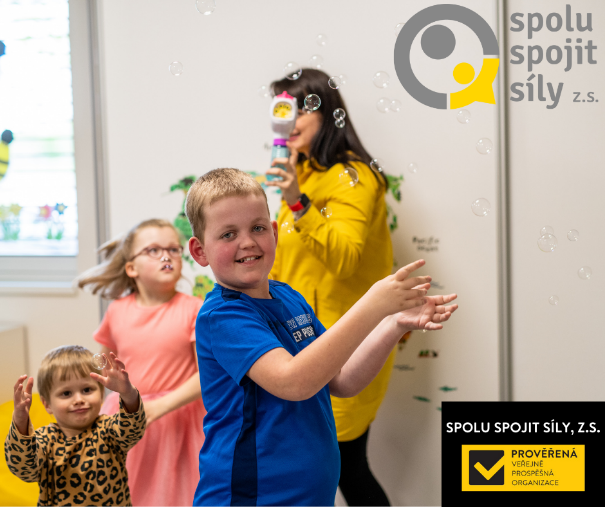 spolu
spojit
síly z.s.
SPOLU SPOJIT SÍLY, Z.S.
PROVĚŘENÁ
VEŘEJNĚ
PROSPĚŠNÁ
ORGANIZACE